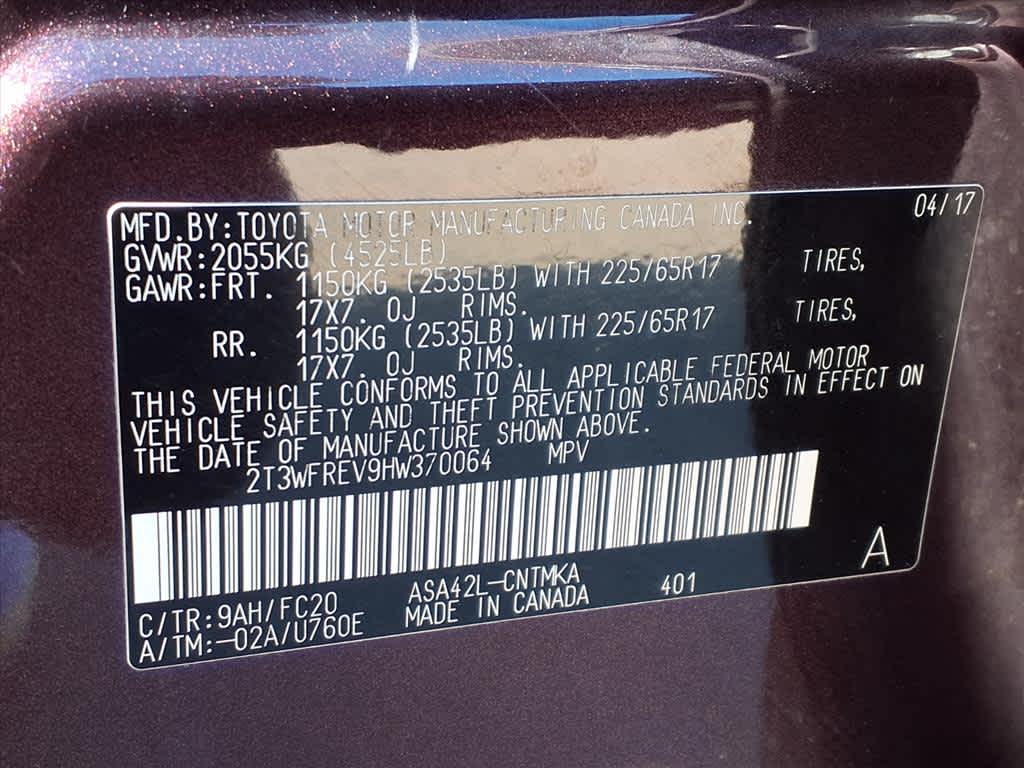 04/17
MFD.BY:TOYOTA MOTOR MANUFACTURING CANADA INC.
GVWR:2055KG (4525LB)
GAWR:FRT. 1150KG (2535LB) WITH 225/65R17 TIRES,
17X7. OJ RIMS.
RR. 1150KG (2535LB) WITH 225/65R17 TIRES,
17X7. OJ RIMS.
THIS VEHICLE CONFORMS TO ALL APPLICABLE FEDERAL MOTOR
VEHICLE SAFETY AND THEFT PREVENTION STANDARDS IN EFFECT ON
THE DATE OF MANUFACTURE SHOWN ABOVE.
2T3WFREV9HW370064 MPV
A
C/TR:9AH/FC20 ASA42L-CNTMKA 401
A/TM:-02A/U760E MADE IN CANADA